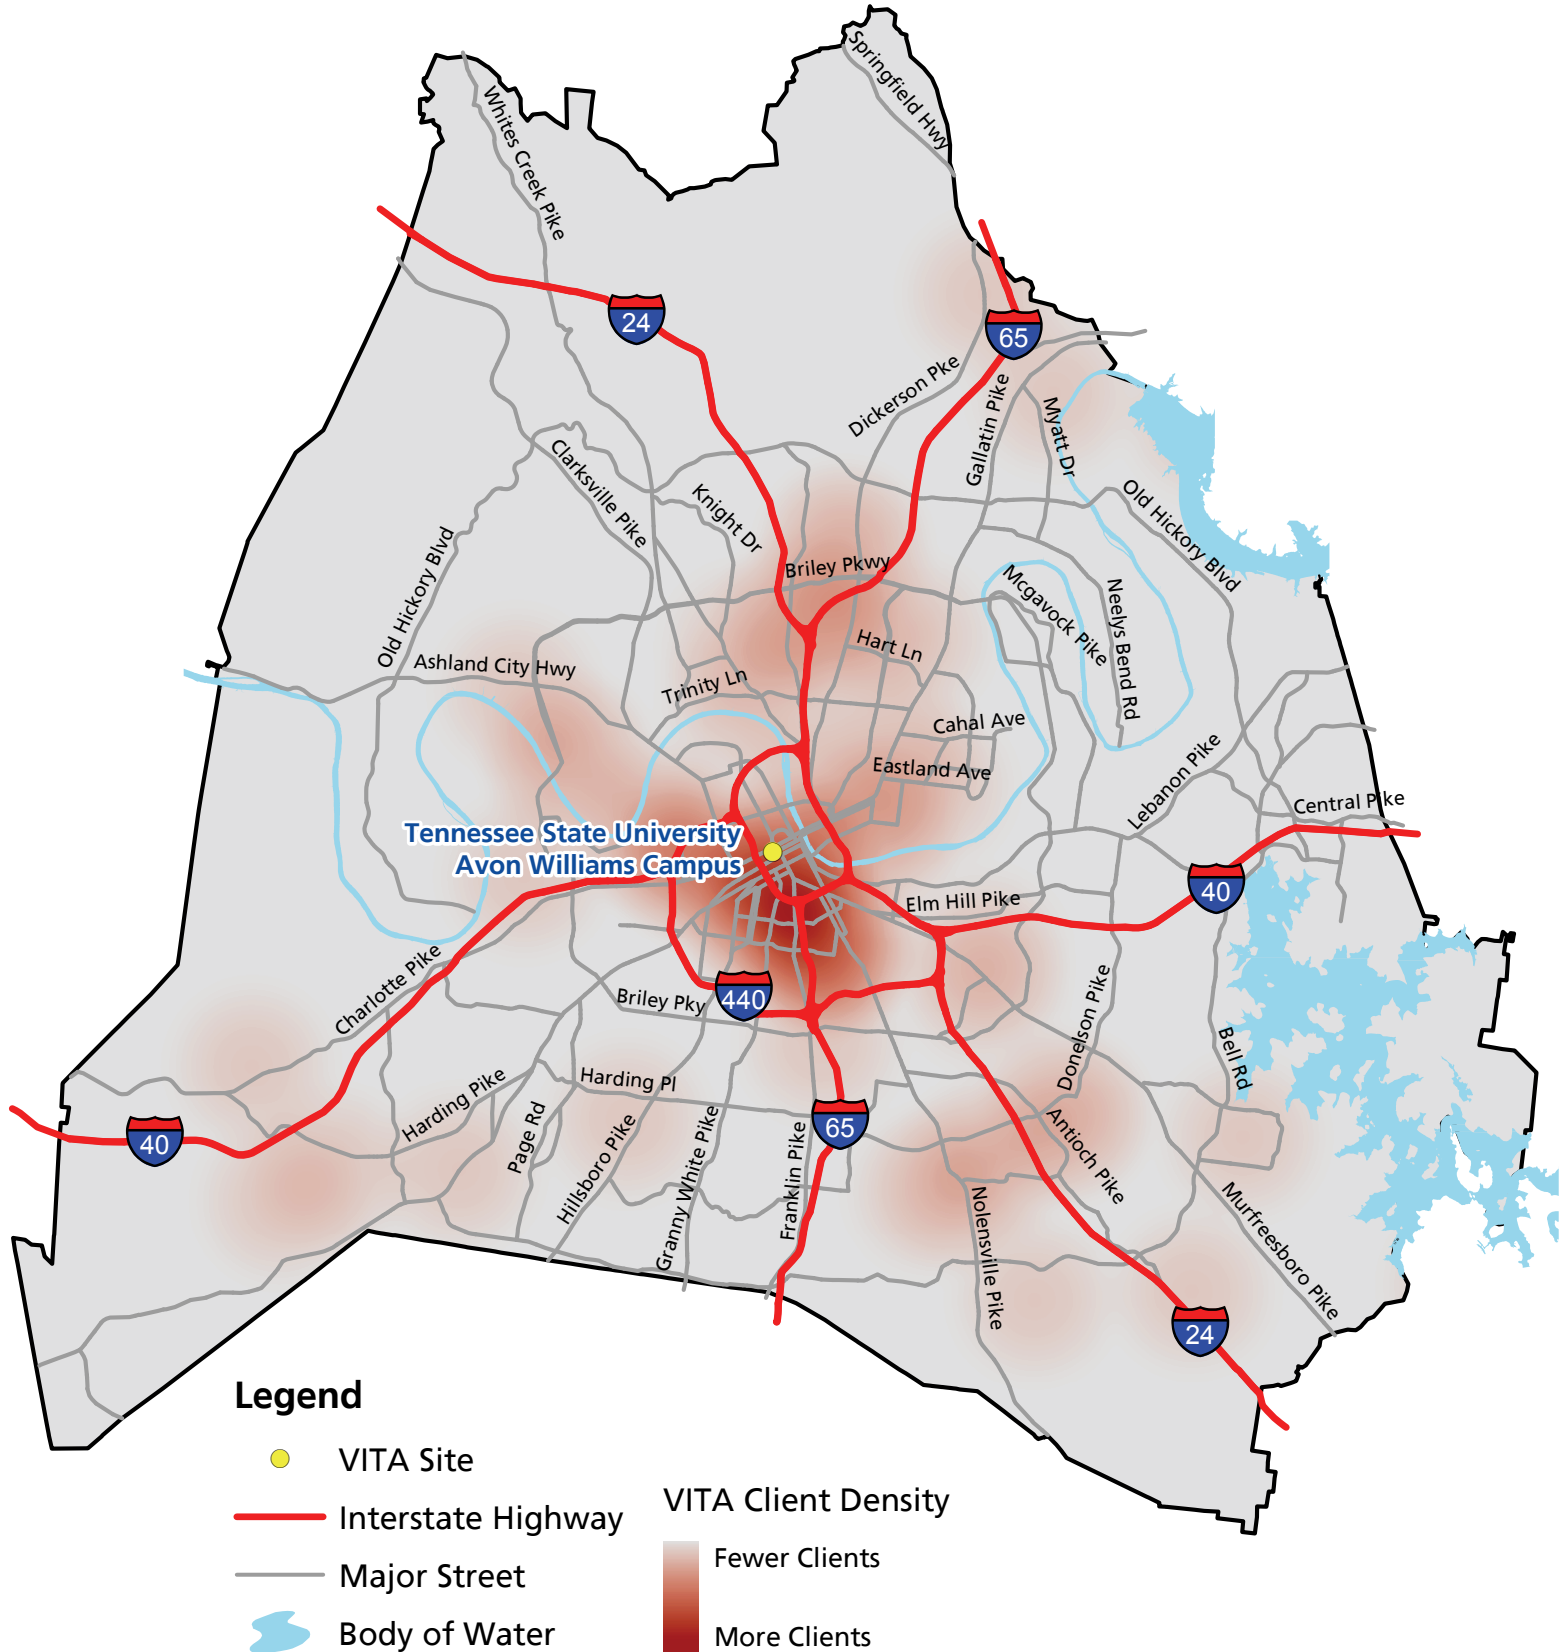 Springfield Hwy
Whites Creek Pike
24
65
Dickerson Pke
Gallatin Pike
Myatt Dr
Clarksville Pike
Knight Dr
Old Hickory Blvd
Old Hickory Blvd
Briley Pkwy
Mcgavock Pike
Neelys Bend Rd
Hart Ln
Ashland City Hwy
Trinity Ln
Cahal Ave
Eastland Ave
Lebanon Pike
Central Pike
Tennessee State University
Avon Williams Campus
40
Elm Hill Pike
Charlotte Pike
440
Briley Pky
Donelson Pike
Bell Rd
Harding Pl
Harding Pike
Page Rd
Hillsboro Pike
Granny White Pike
Franklin Pike
65
40
Antioch Pike
Nolensville Pike
Murfreesboro Pike
24
Legend
VITA Site
Interstate Highway
Major Street
Body of Water
VITA Client Density
Fewer Clients
More Clients